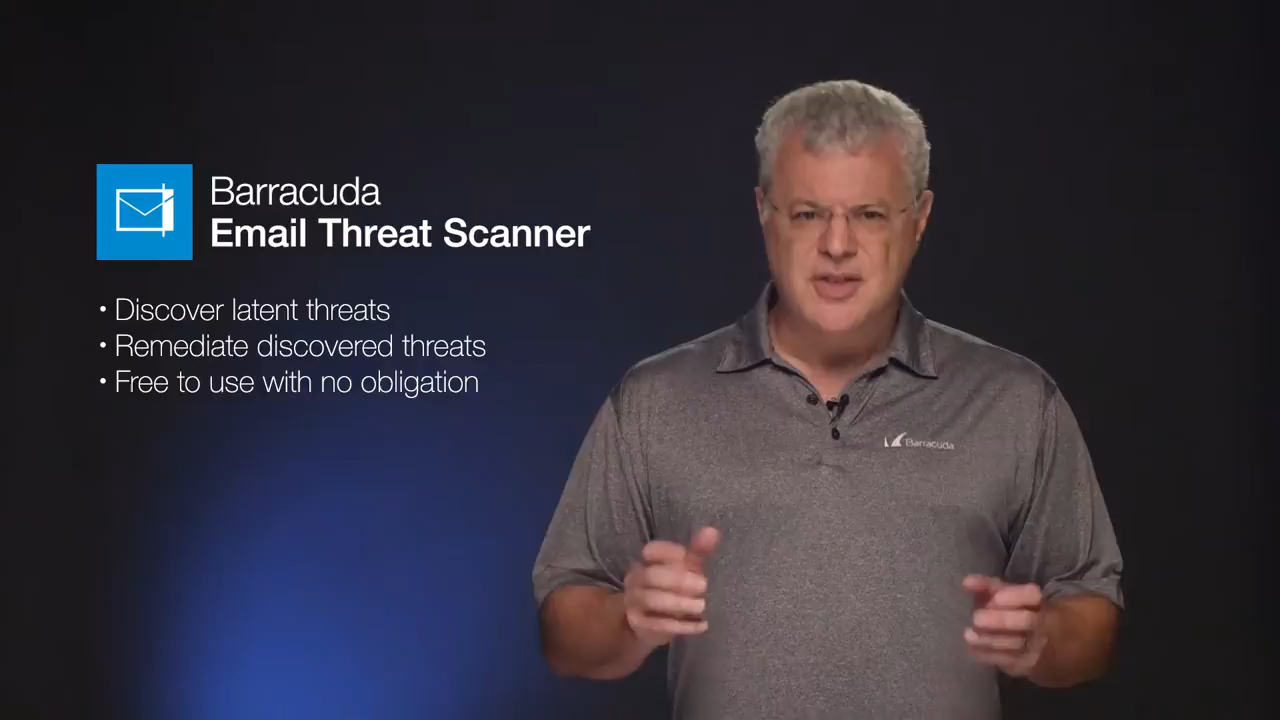 Barracuda
Email Threat Scanner
• Discover latent threats
• Remediate discovered threats
• Free to use with no obligation
Barracuda